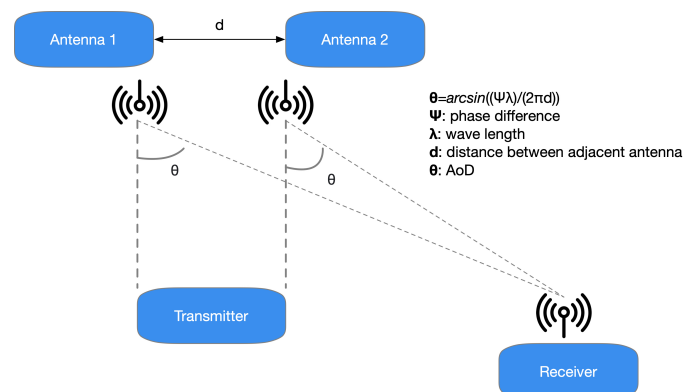 Antenna 1
d
Antenna 2
θ=arcsin((Ψλ)/(2πd))
Ψ: phase difference
λ: wave length
d: distance between adjacent antenna
θ: AoD
θ
θ
Transmitter
Receiver